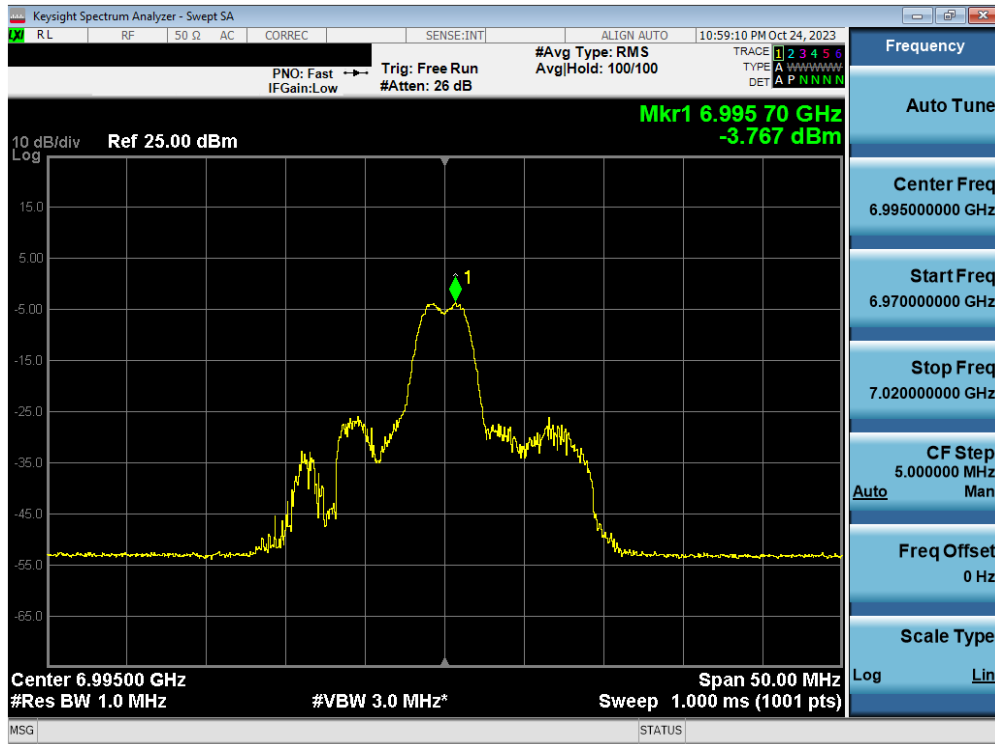 Keysight Spectrum Analyzer - Swept SA
LXI RL RF 50 Ω AC CORREC SENSE:INT ALIGN AUTO 10:59:10 PM Oct 24, 2023
PNO: Fast Trig: Free Run #Avg Type: RMS TRACE 1 2 3 4 5 6
IFGain:Low #Atten: 26 dB Avg|Hold: 100/100 TYPE A WWWWW
DET A P N N N N
Mkr1 6.995 70 GHz
-3.767 dBm
10 dB/div Ref 25.00 dBm
Log
15.0
5.00
1
-5.00
-15.0
-25.0
-35.0
-45.0
-55.0
-65.0
Center 6.99500 GHz Span 50.00 MHz
#Res BW 1.0 MHz #VBW 3.0 MHz* Sweep 1.000 ms (1001 pts)
MSG STATUS
Frequency
Auto Tune
Center Freq
6.995000000 GHz
Start Freq
6.970000000 GHz
Stop Freq
7.020000000 GHz
CF Step
5.000000 MHz
Auto Man
Freq Offset
0 Hz
Scale Type
Log Lin